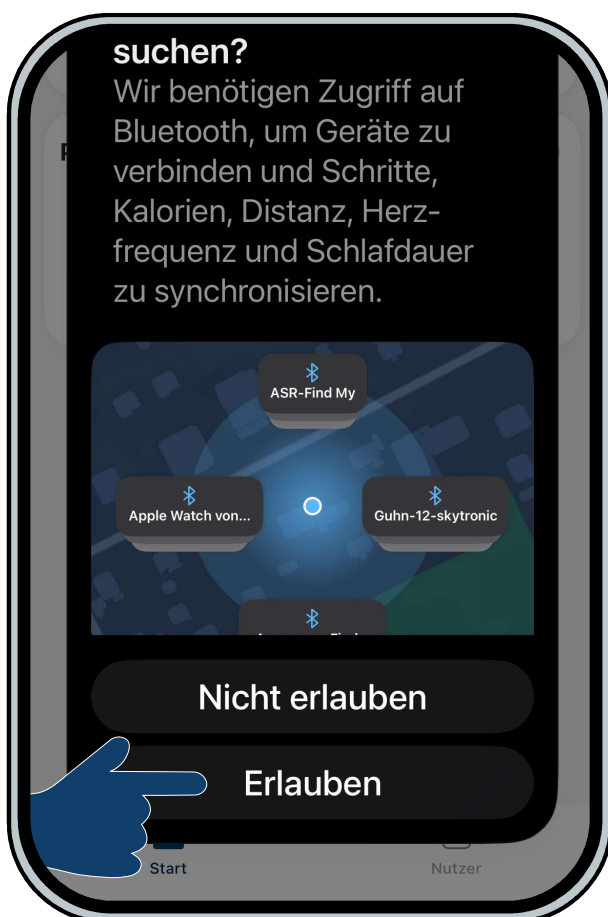 suchen?
Wir benötigen Zugriff auf
Bluetooth, um Geräte zu
verbinden und Schritte,
Kalorien, Distanz, Herz-
frequenz und Schlafdauer
zu synchronisieren.
ASR-Find My
Apple Watch von...
Guhn-12-skytronic
Nicht erlauben
Erlauben
Start
Nutzer